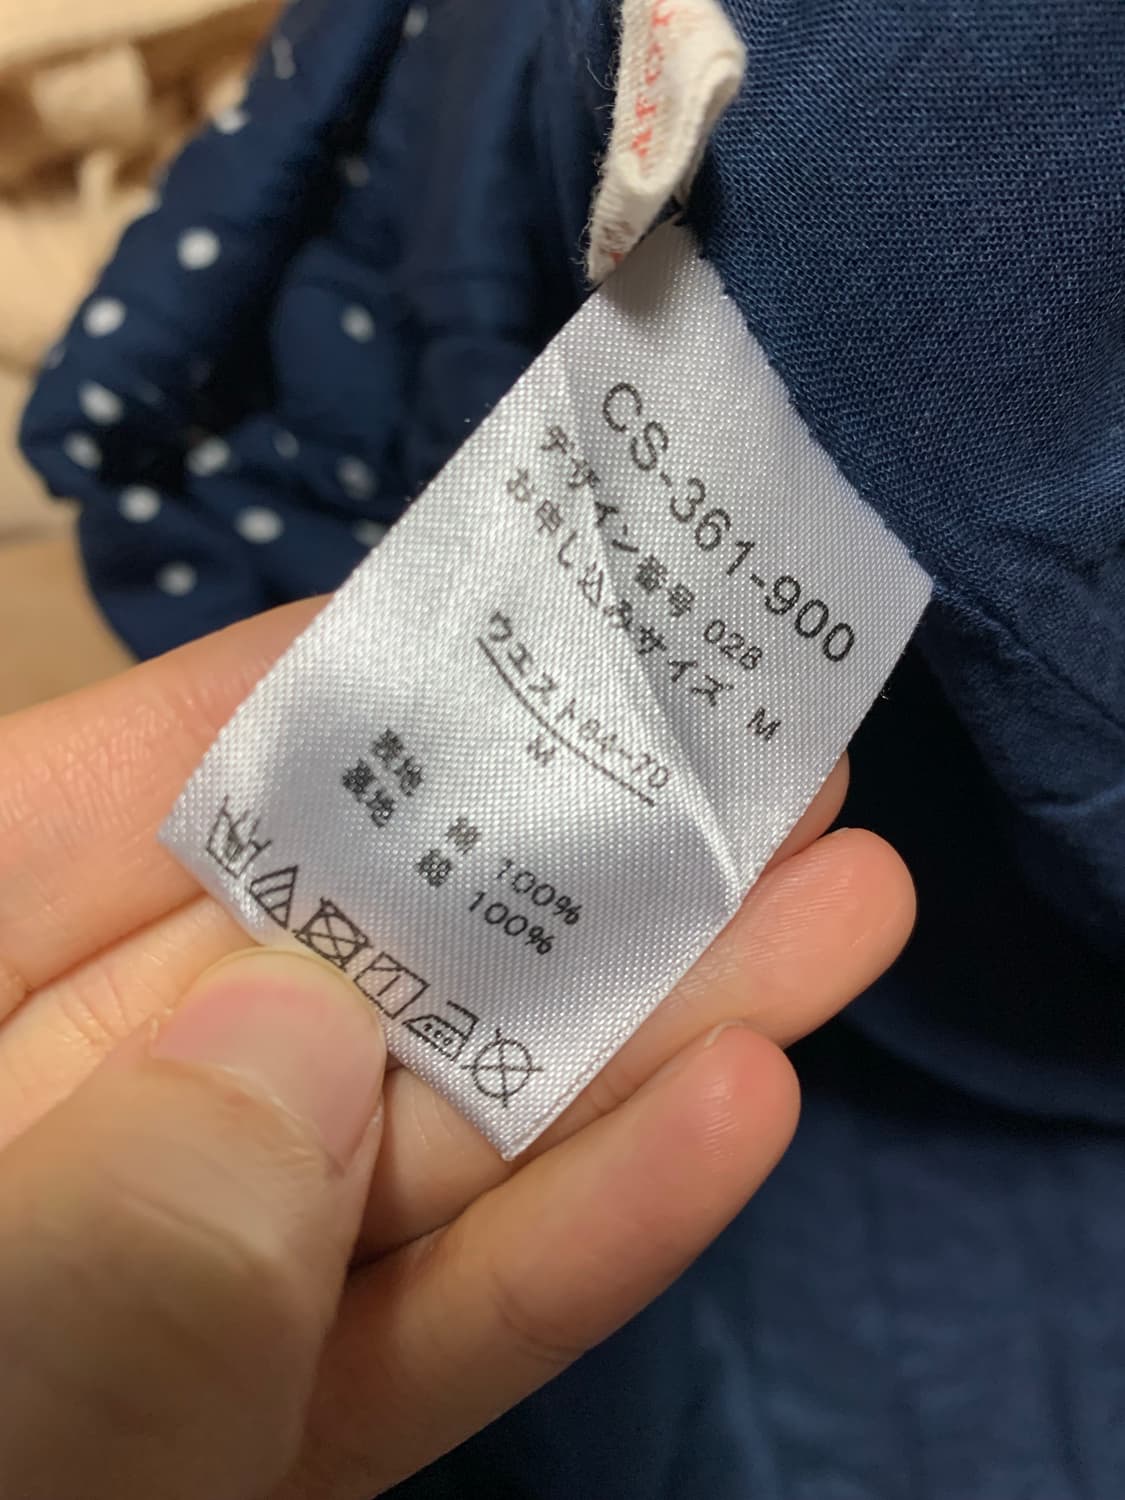 CS-361-900
デザイン番号 028
お申し込みサイズ M
ウエスト64-70
M
表地 綿 100%
裏地 綿 100%